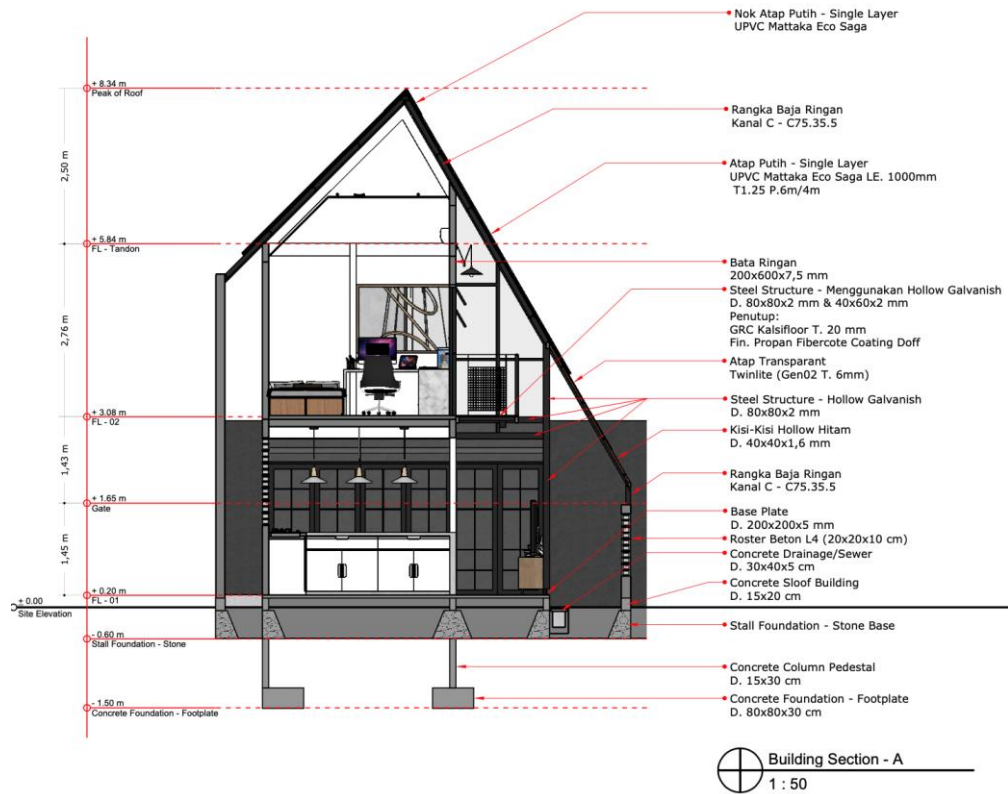 + 8.34 m
Peak of Roof
2,50 m
+ 5.84 m
FL - Tandon
2,76 m
+ 3.08 m
FL - 02
1,43 m
+ 1.65 m
Gate
1,45 m
+ 0.20 m
FL - 01
+ 0.00
Site Elevation
- 0.60 m
Stall Foundation - Stone
- 1.50 m
Concrete Foundation - Footplate
Nok Atap Putih - Single Layer
UPVC Mattaka Eco Saga
Rangka Baja Ringan
Kanal C - C75.35.5
Atap Putih - Single Layer
UPVC Mattaka Eco Saga LE. 1000mm
T1.25 P.6m/4m
Bata Ringan
200x600x7,5 mm
Steel Structure - Menggunakan Hollow Galvanish
D. 80x80x2 mm & 40x60x2 mm
Penutup:
GRC Kalsifloor T. 20 mm
Fin. Propan Fibercote Coating Doff
Atap Transparant
Twinlite (Gen02 T. 6mm)
Steel Structure - Hollow Galvanish
D. 80x80x2 mm
Kisi-Kisi Hollow Hitam
D. 40x40x1,6 mm
Rangka Baja Ringan
Kanal C - C75.35.5
Base Plate
D. 200x200x5 mm
Roster Beton L4 (20x20x10 cm)
Concrete Drainage/Sewer
D. 30x40x5 cm
Concrete Sloof Building
D. 15x20 cm
Stall Foundation - Stone Base
Concrete Column Pedestal
D. 15x30 cm
Concrete Foundation - Footplate
D. 80x80x30 cm
Building Section - A
1 : 50